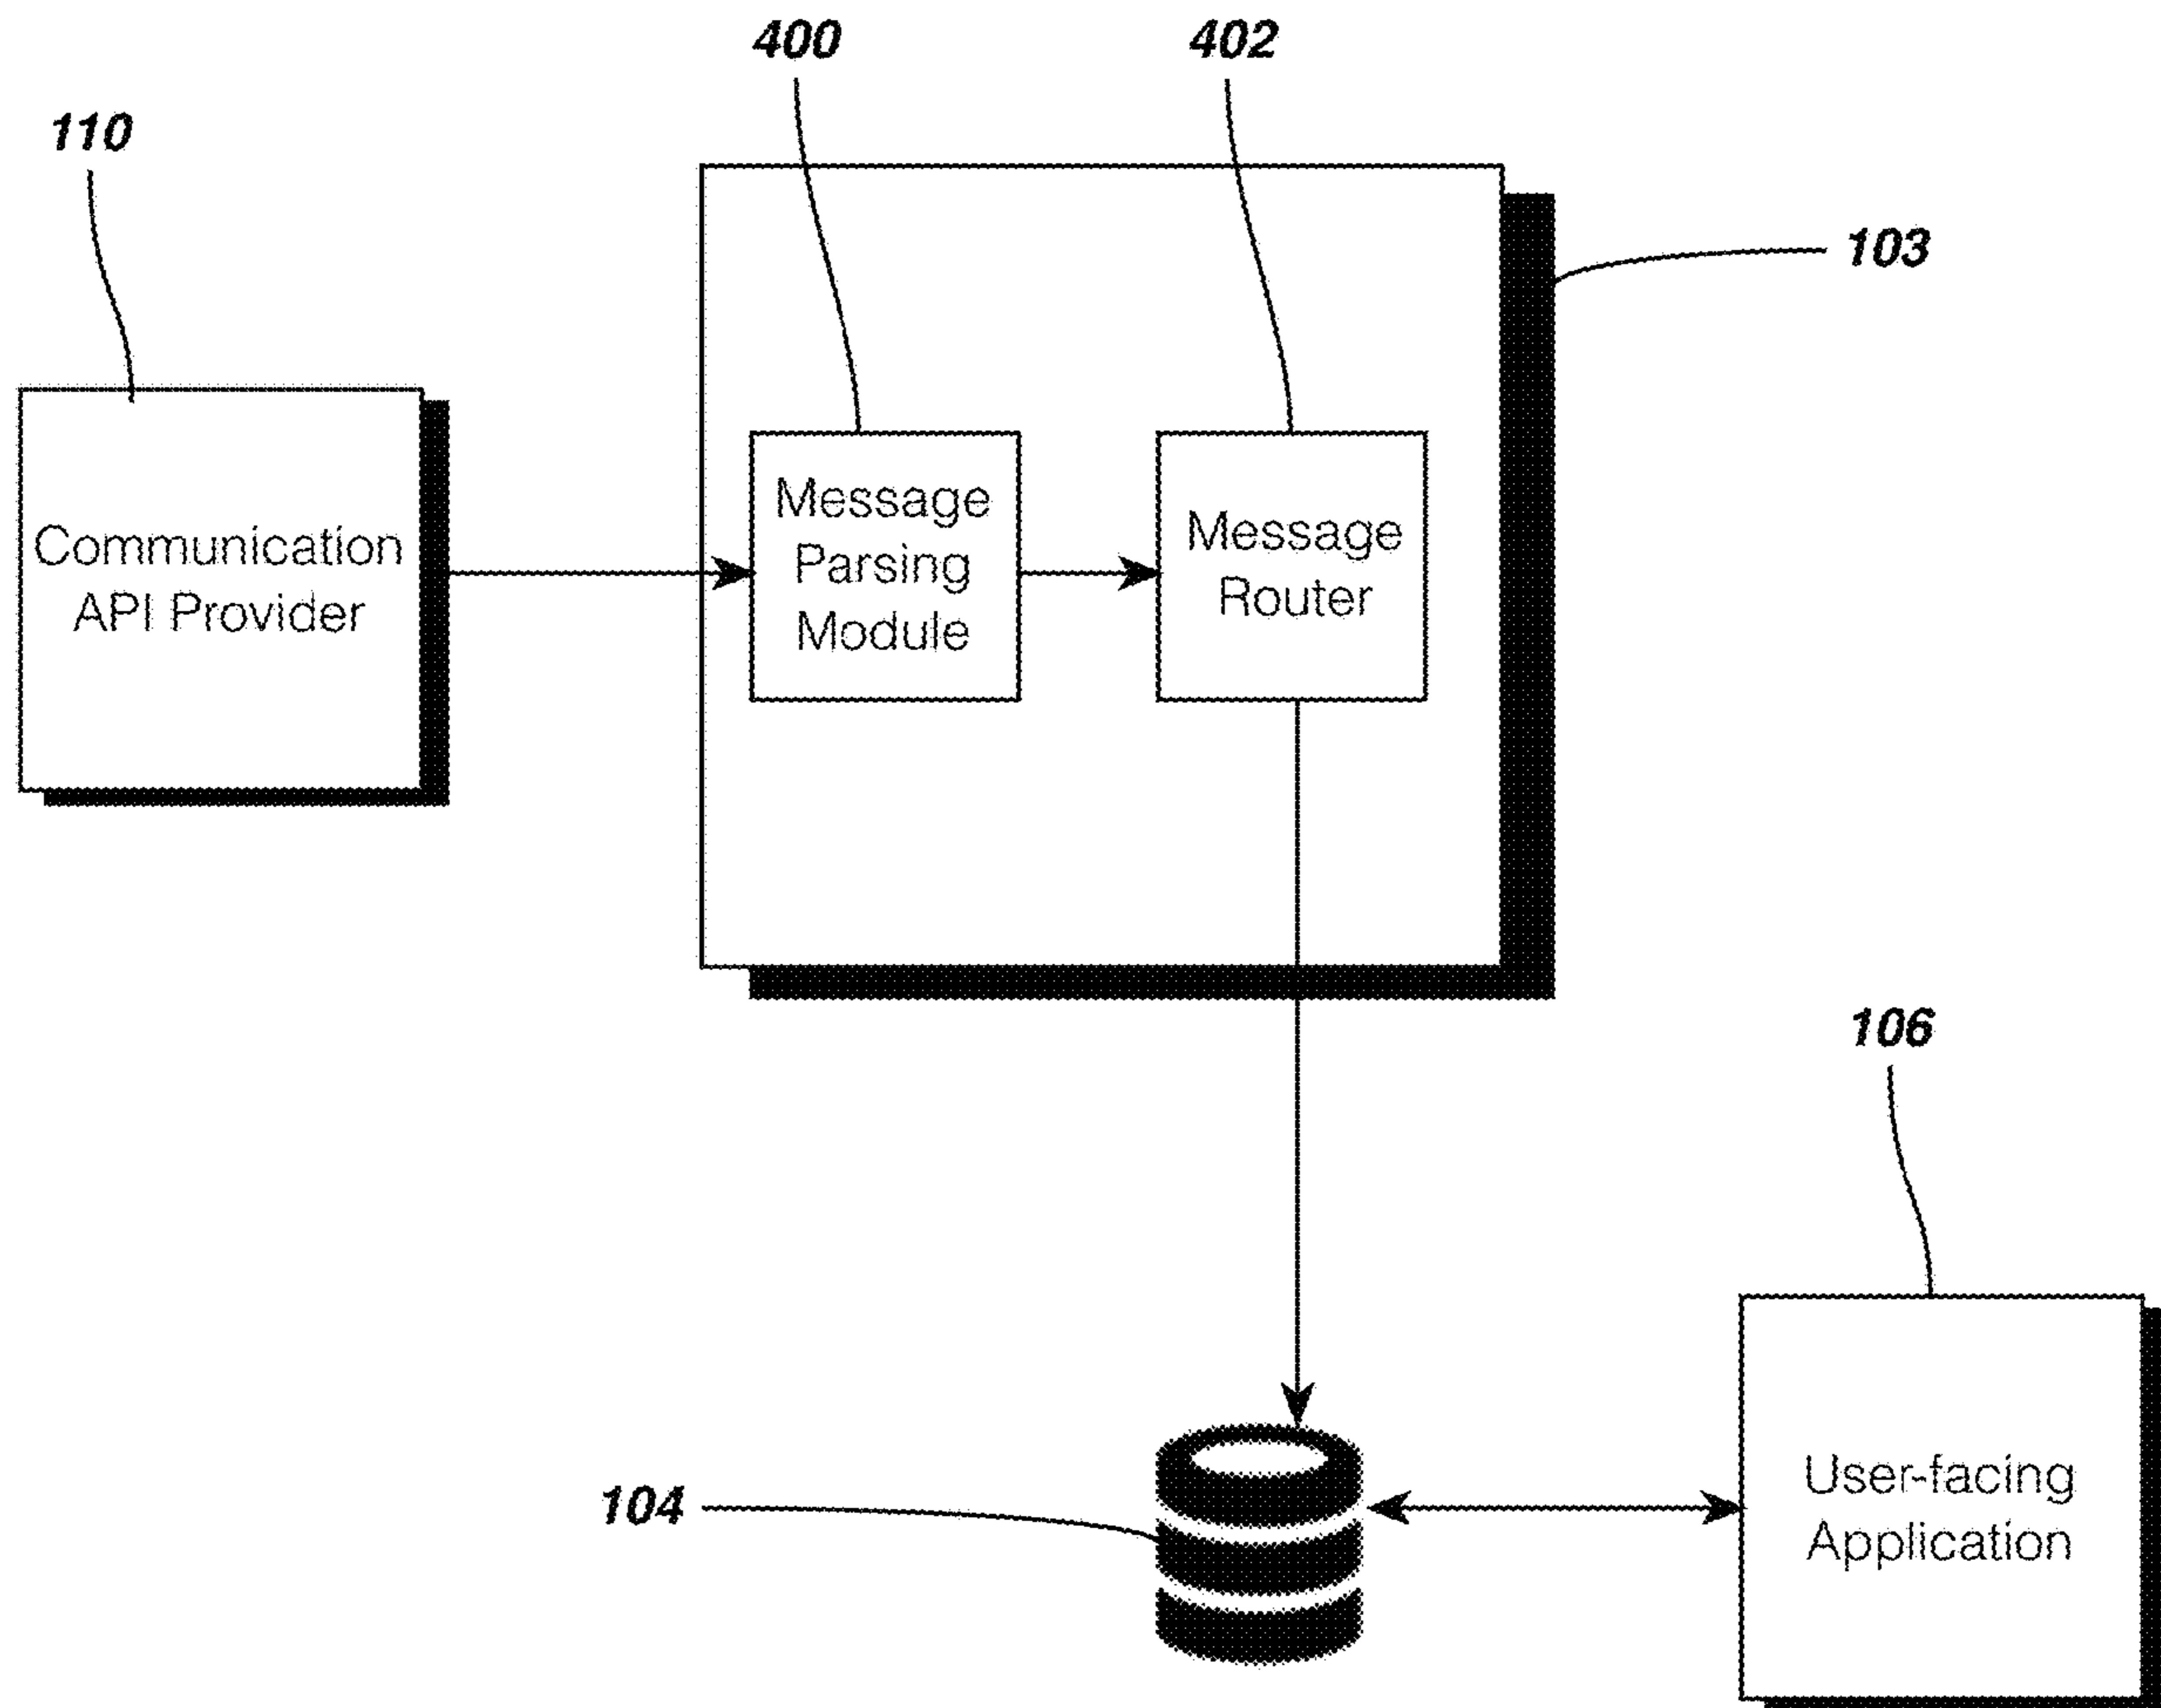 400
402
110
103
Communication
API Provider
Message
Parsing
Module
Message
Router
106
104
User-facing
Application